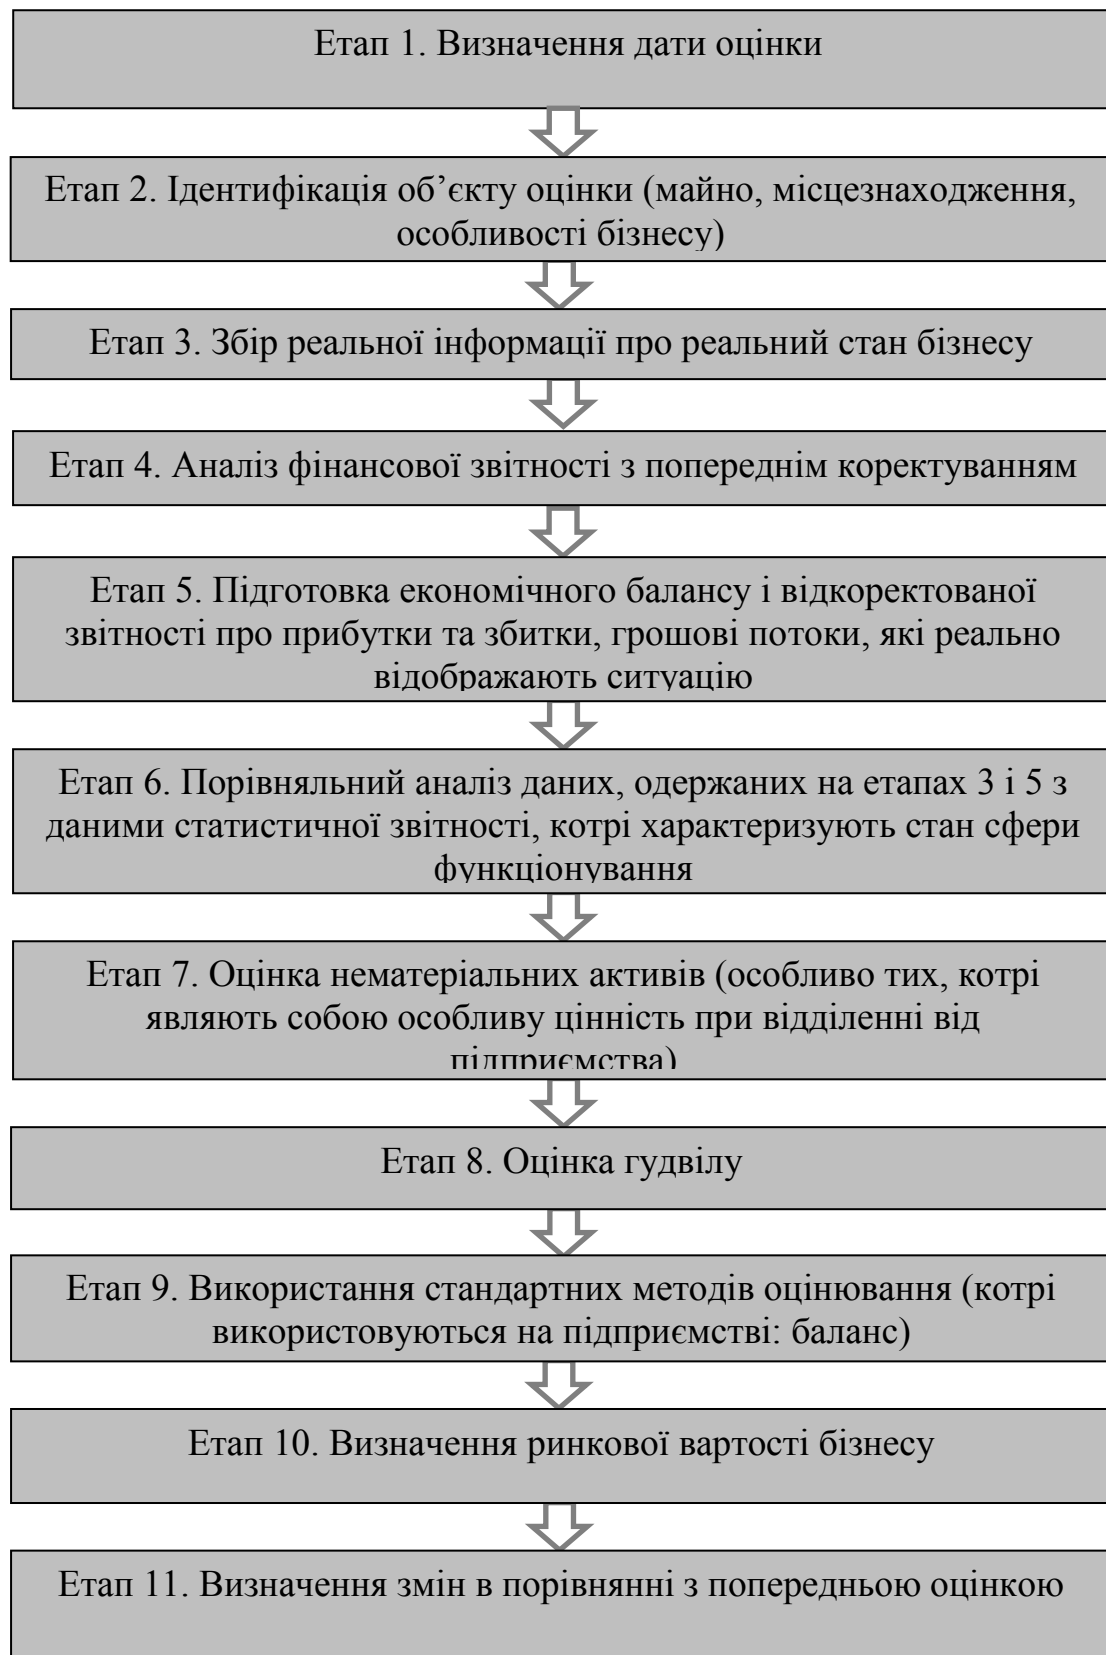 Етап 1. Визначення дати оцінки
Етап 2. Ідентифікація об’єкту оцінки (майно, місцезнаходження,
особливості бізнесу)
Етап 3. Збір реальної інформації про реальний стан бізнесу
Етап 4. Аналіз фінансової звітності з попереднім коректуванням
Етап 5. Підготовка економічного балансу і відкоректованої
звітності про прибутки та збитки, грошові потоки, які реально
відображають ситуацію
Етап 6. Порівняльний аналіз даних, одержаних на етапах 3 і 5 з
даними статистичної звітності, котрі характеризують стан сфери
функціонування
Етап 7. Оцінка нематеріальних активів (особливо тих, котрі
являють собою особливу цінність при відділенні від
підприємства)
Етап 8. Оцінка гудвілу
Етап 9. Використання стандартних методів оцінювання (котрі
використовуються на підприємстві: баланс)
Етап 10. Визначення ринкової вартості бізнесу
Етап 11. Визначення змін в порівнянні з попередньою оцінкою